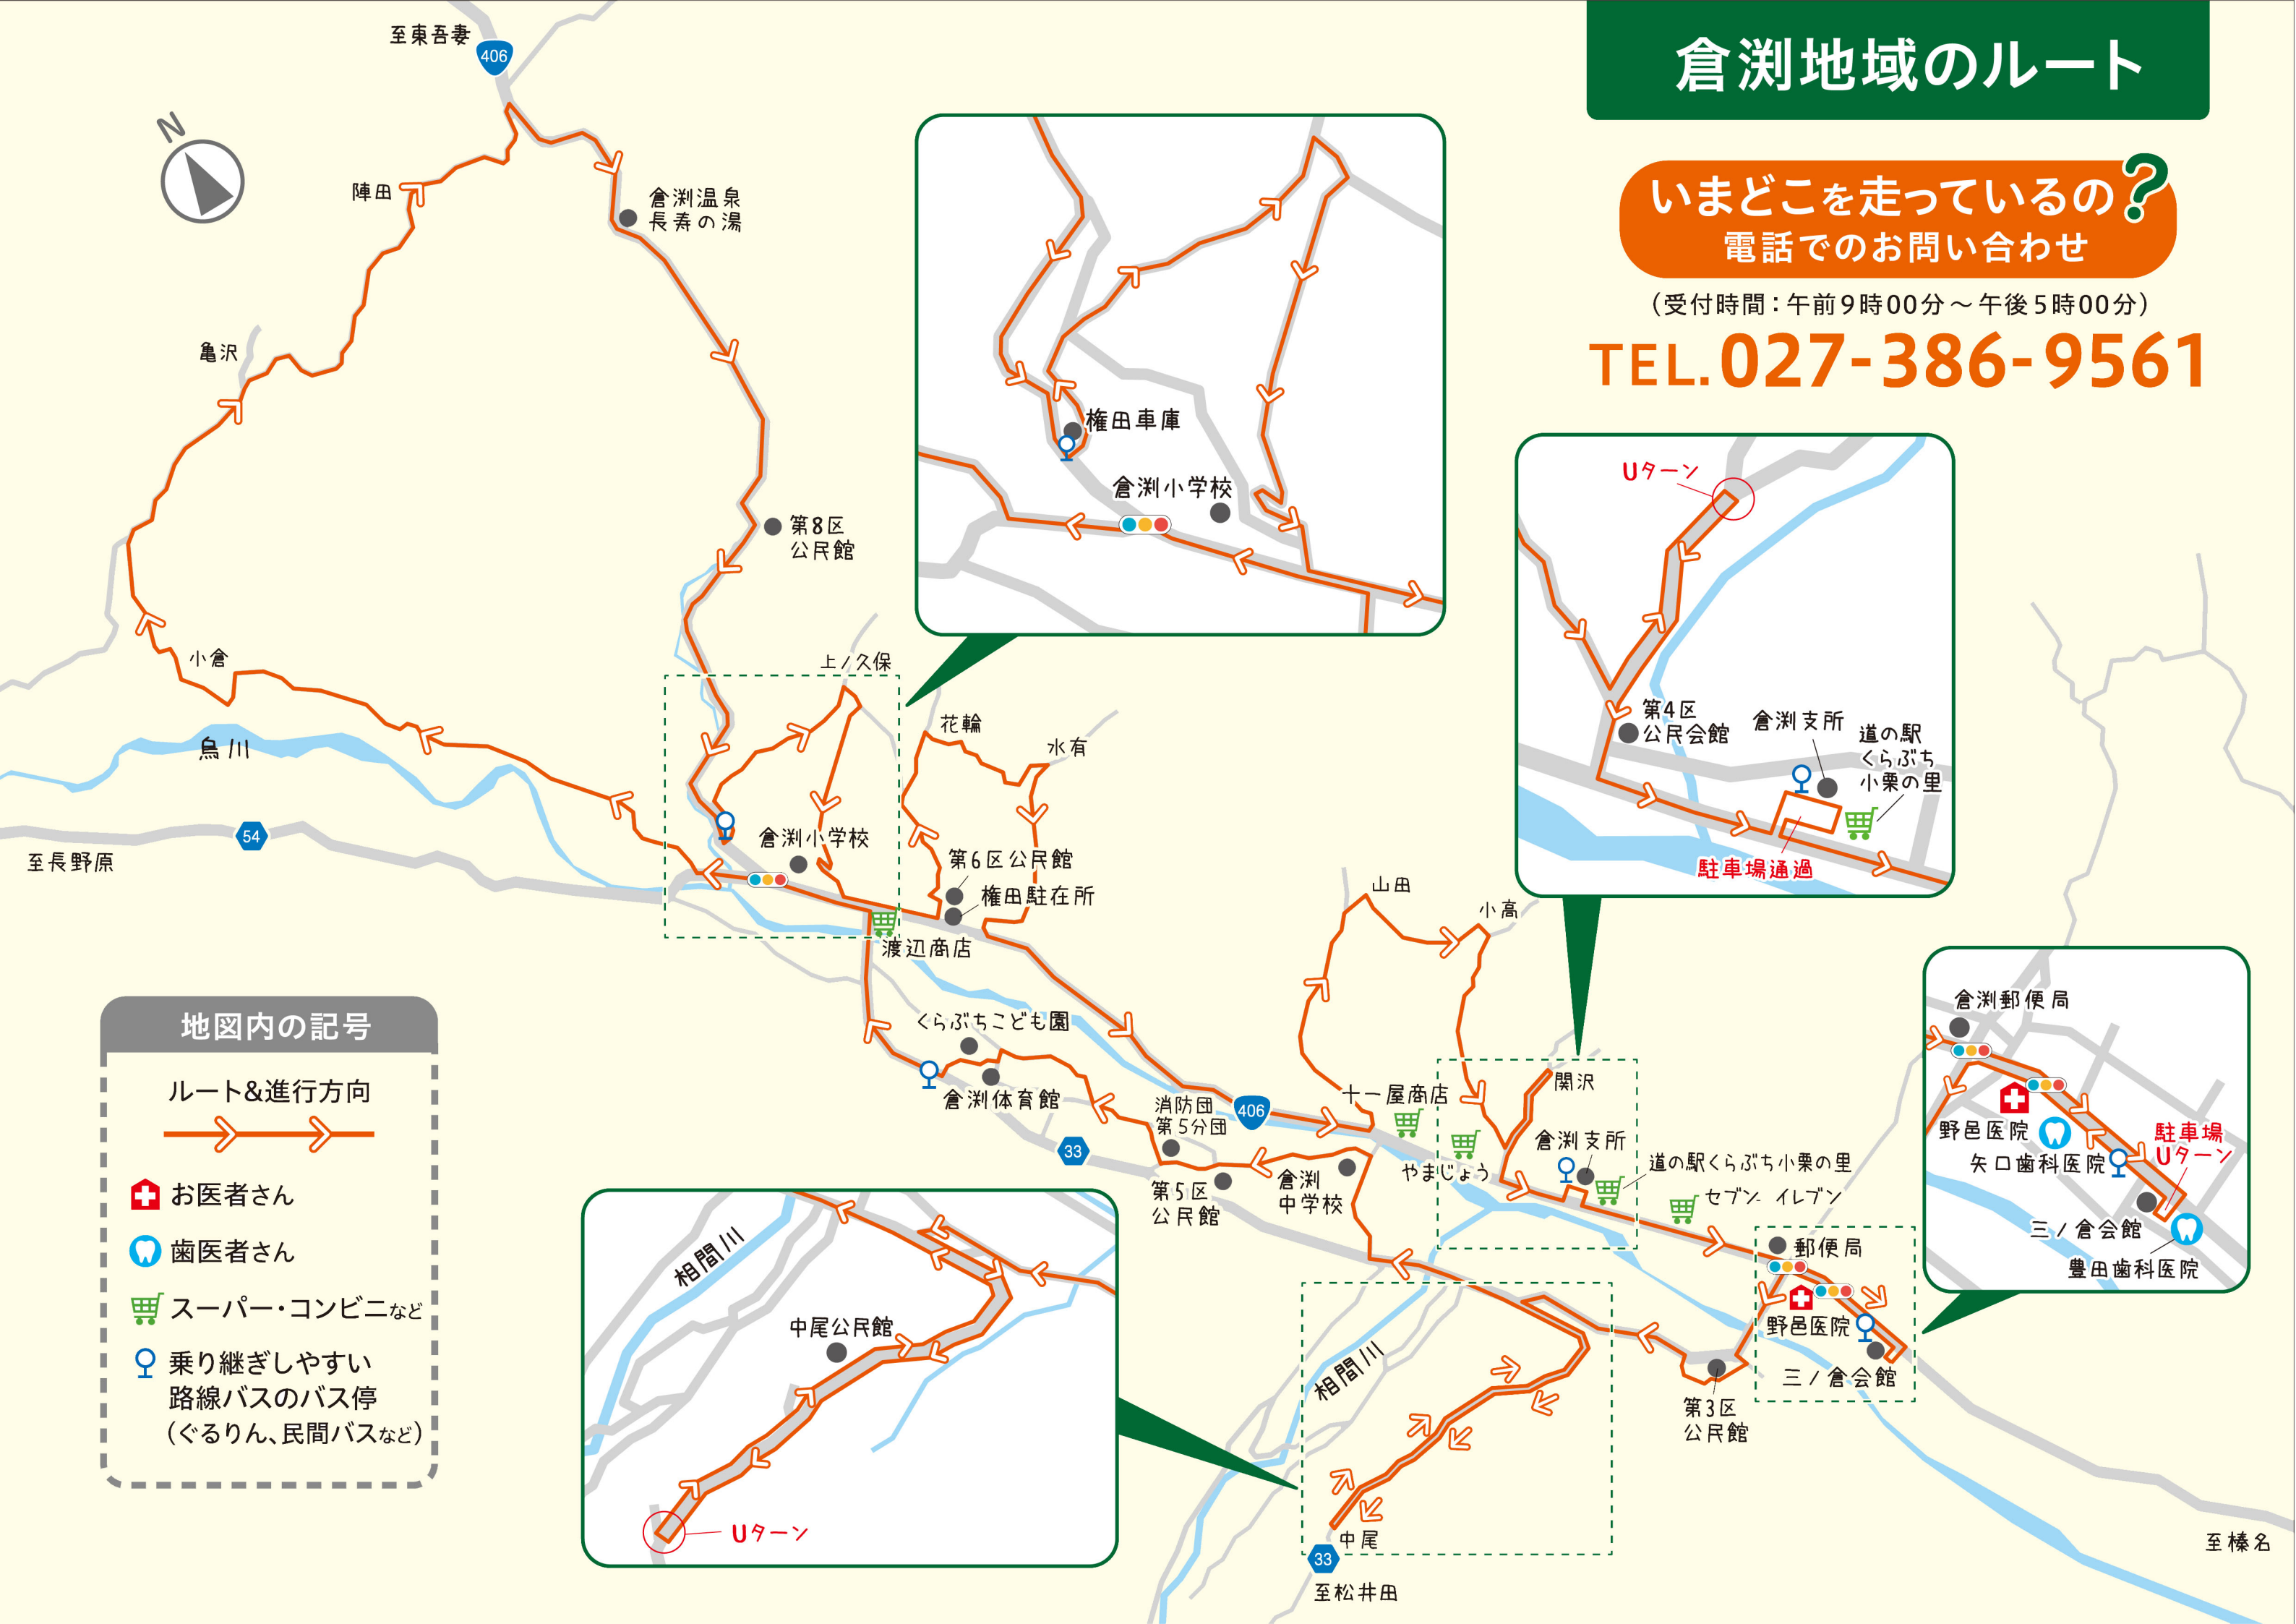 倉渕地域のルート
いまどこを走っているの?
電話でのお問い合わせ
(受付時間:午前9時00分~午後5時00分)
TEL.027-386-9561
至東吾妻
406
N
陣田
倉渕温泉
長寿の湯
亀沢
第8区
公民館
小倉
烏川
54
至長野原
権田車庫
倉渕小学校
上ノ久保
花輪
水有
倉渕小学校
第6区公民館
権田駐在所
渡辺商店
くらぶちこども園
倉渕体育館
消防団
第5分団
33
406
第5区
公民館
倉渕
中学校
山田
小高
十一屋商店
やまじょう
関沢
倉渕支所
道の駅くらぶち小栗の里
セブン イレブン
郵便局
野邑医院
三ノ倉会館
第3区
公民館
相間川
中尾
33
至松井田
至榛名
Uターン
第4区
公民会館
倉渕支所
道の駅
くらぶち
小栗の里
駐車場通過
倉渕郵便局
野邑医院
矢口歯科医院
駐車場
Uターン
三ノ倉会館
豊田歯科医院
相間川
中尾公民館
Uターン
地図内の記号
ルート&進行方向
お医者さん
歯医者さん
スーパー・コンビニなど
乗り継ぎしやすい
路線バスのバス停
(ぐるりん、民間バスなど)